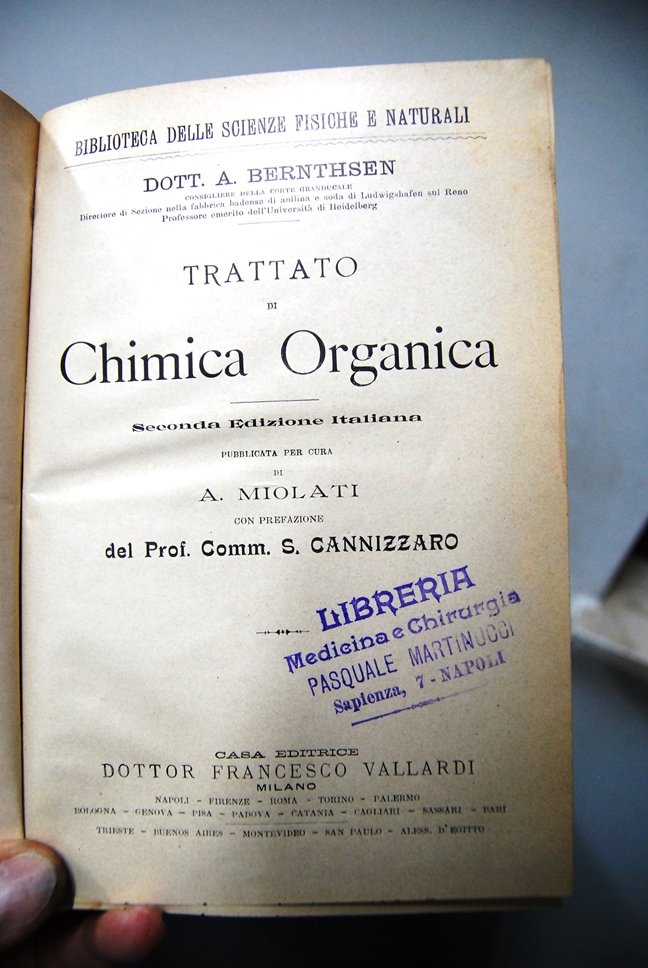 BIBLIOTECA DELLE SCIENZE FISICHE E NATURALI
DOTT. A. BERNTHSEN
CONSIGLIERE DELLA CORTE GRANDUCALE
Direttore di Sezione nella fabbrica badense di anilina e soda di Ludwigshafen sul Reno
Professore emerito dell'Università di Heidelberg
TRATTATO
DI
Chimica Organica
Seconda Edizione Italiana
PUBBLICATA PER CURA
DI
A. MIOLATI
CON PREFAZIONE
del Prof. Comm. S. CANNIZZARO
LIBRERIA
Medicina e Chirurgia
PASQUALE MARTINUCCI
Sapienza, 7 - NAPOLI
CASA EDITRICE
DOTTOR FRANCESCO VALLARDI
MILANO
NAPOLI - FIRENZE - ROMA - TORINO - PALERMO
BOLOGNA - GENOVA - PISA - PADOVA - CATANIA - CAGLIARI - SASSARI - BARI
TRIESTE - BUENOS AIRES - MONTEVIDEO - SAN PAULO - ALESS. D'EGITTO